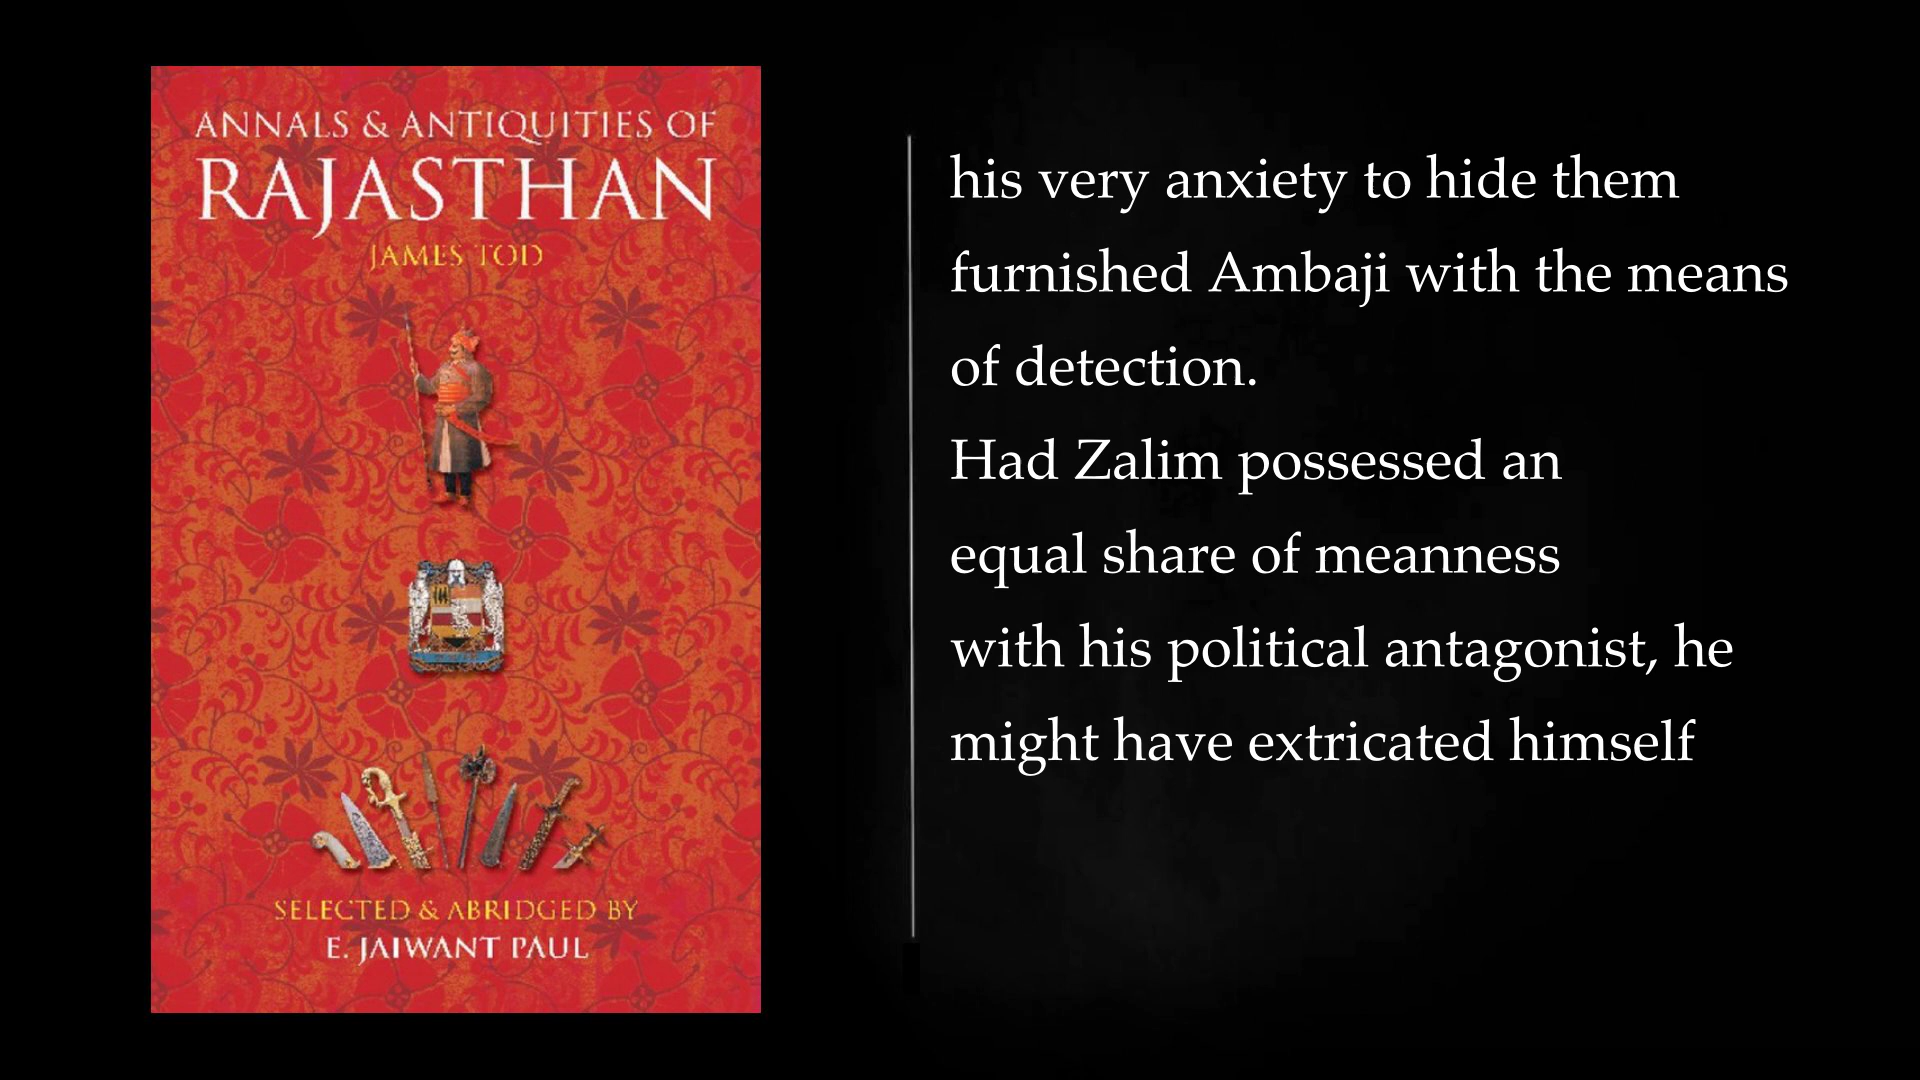 ANNALS & ANTIQUITIES OF
RAJASTHAN
JAMES TOD
SELECTED & ABRIDGED BY
E. JAIWANT PAUL
his very anxiety to hide them
furnished Ambaji with the means
of detection.
Had Zalim possessed an
equal share of meanness
with his political antagonist, he
might have extricated himself